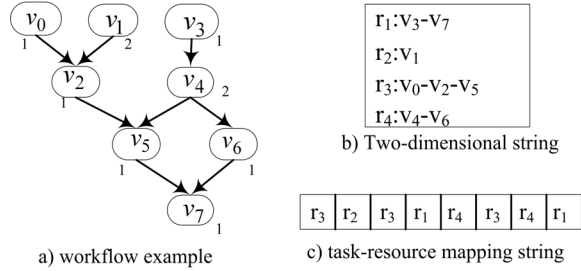 v0 v1 v3
1 2 1
v2 v4
1 2
v5 v6
1 1
v7
1
a) workflow example
r1:v3-v7
r2:v1
r3:v0-v2-v5
r4:v4-v6
b) Two-dimensional string
r3 r2 r3 r1 r4 r3 r4 r1
c) task-resource mapping string